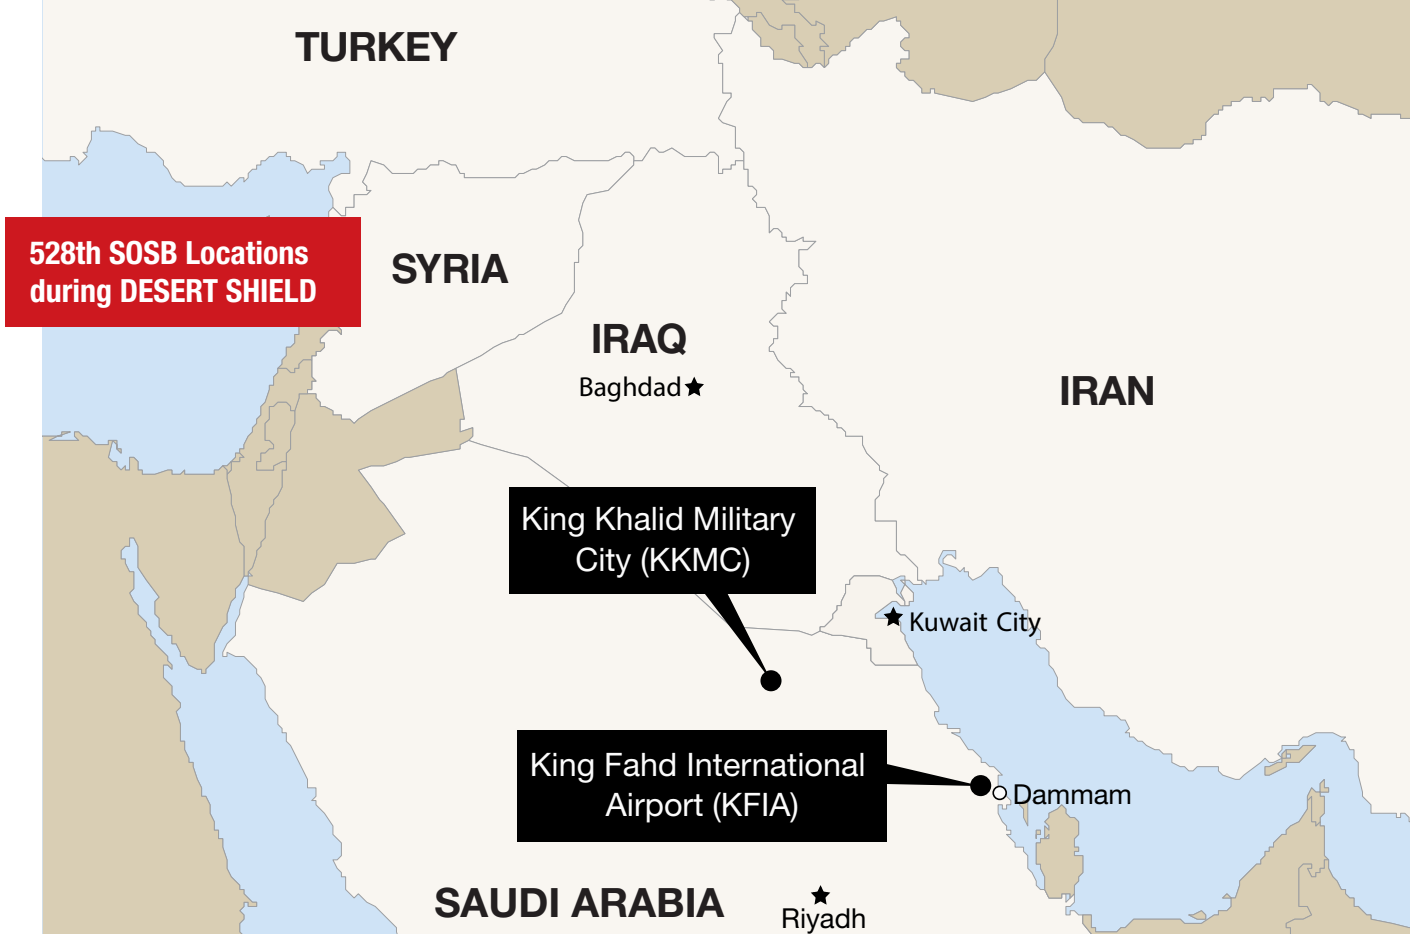 TURKEY
528th SOSB Locations
during DESERT SHIELD
SYRIA
IRAQ
Baghdad
IRAN
King Khalid Military
City (KKMC)
Kuwait City
King Fahd International
Airport (KFIA)
Dammam
SAUDI ARABIA
Riyadh